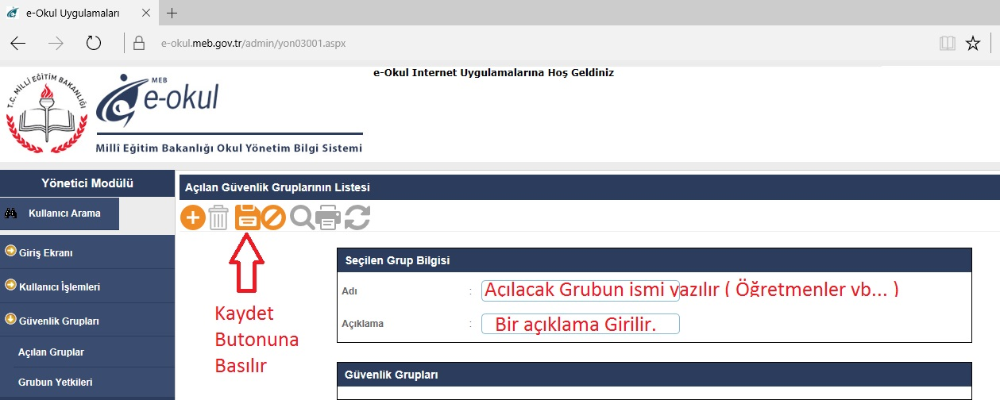 e-Okul Uygulamaları
e-okul.meb.gov.tr/admin/yon03001.aspx
e-Okul Internet Uygulamalarına Hoş Geldiniz
T.C. MİLLÎ EĞİTİM BAKANLIĞI
MEB
e-okul
Millî Eğitim Bakanlığı Okul Yönetim Bilgi Sistemi
Yönetici Modülü
Açılan Güvenlik Gruplarının Listesi
Kullanıcı Arama
Giriş Ekranı
Kullanıcı İşlemleri
Güvenlik Grupları
Açılan Gruplar
Grubun Yetkileri
Kaydet
Butonuna
Basılır
Seçilen Grup Bilgisi
Adı : Açılacak Grubun ismi yazılır ( Öğretmenler vb... )
Açıklama : Bir açıklama Girilir.
Güvenlik Grupları